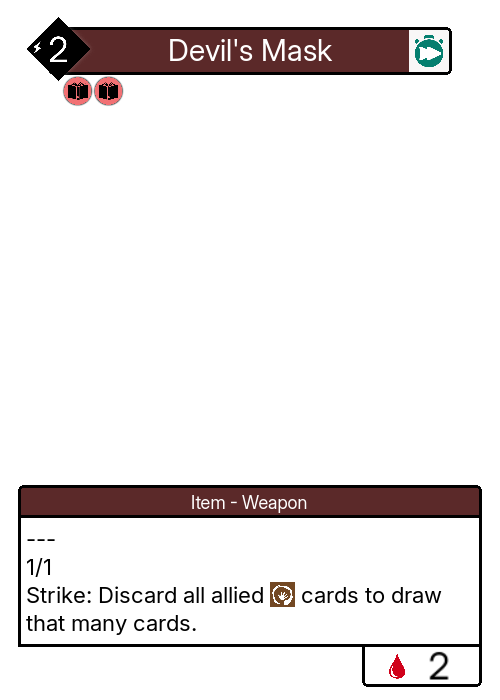 2
Devil's Mask
Item - Weapon
---
1/1
Strike: Discard all allied cards to draw
that many cards.
2